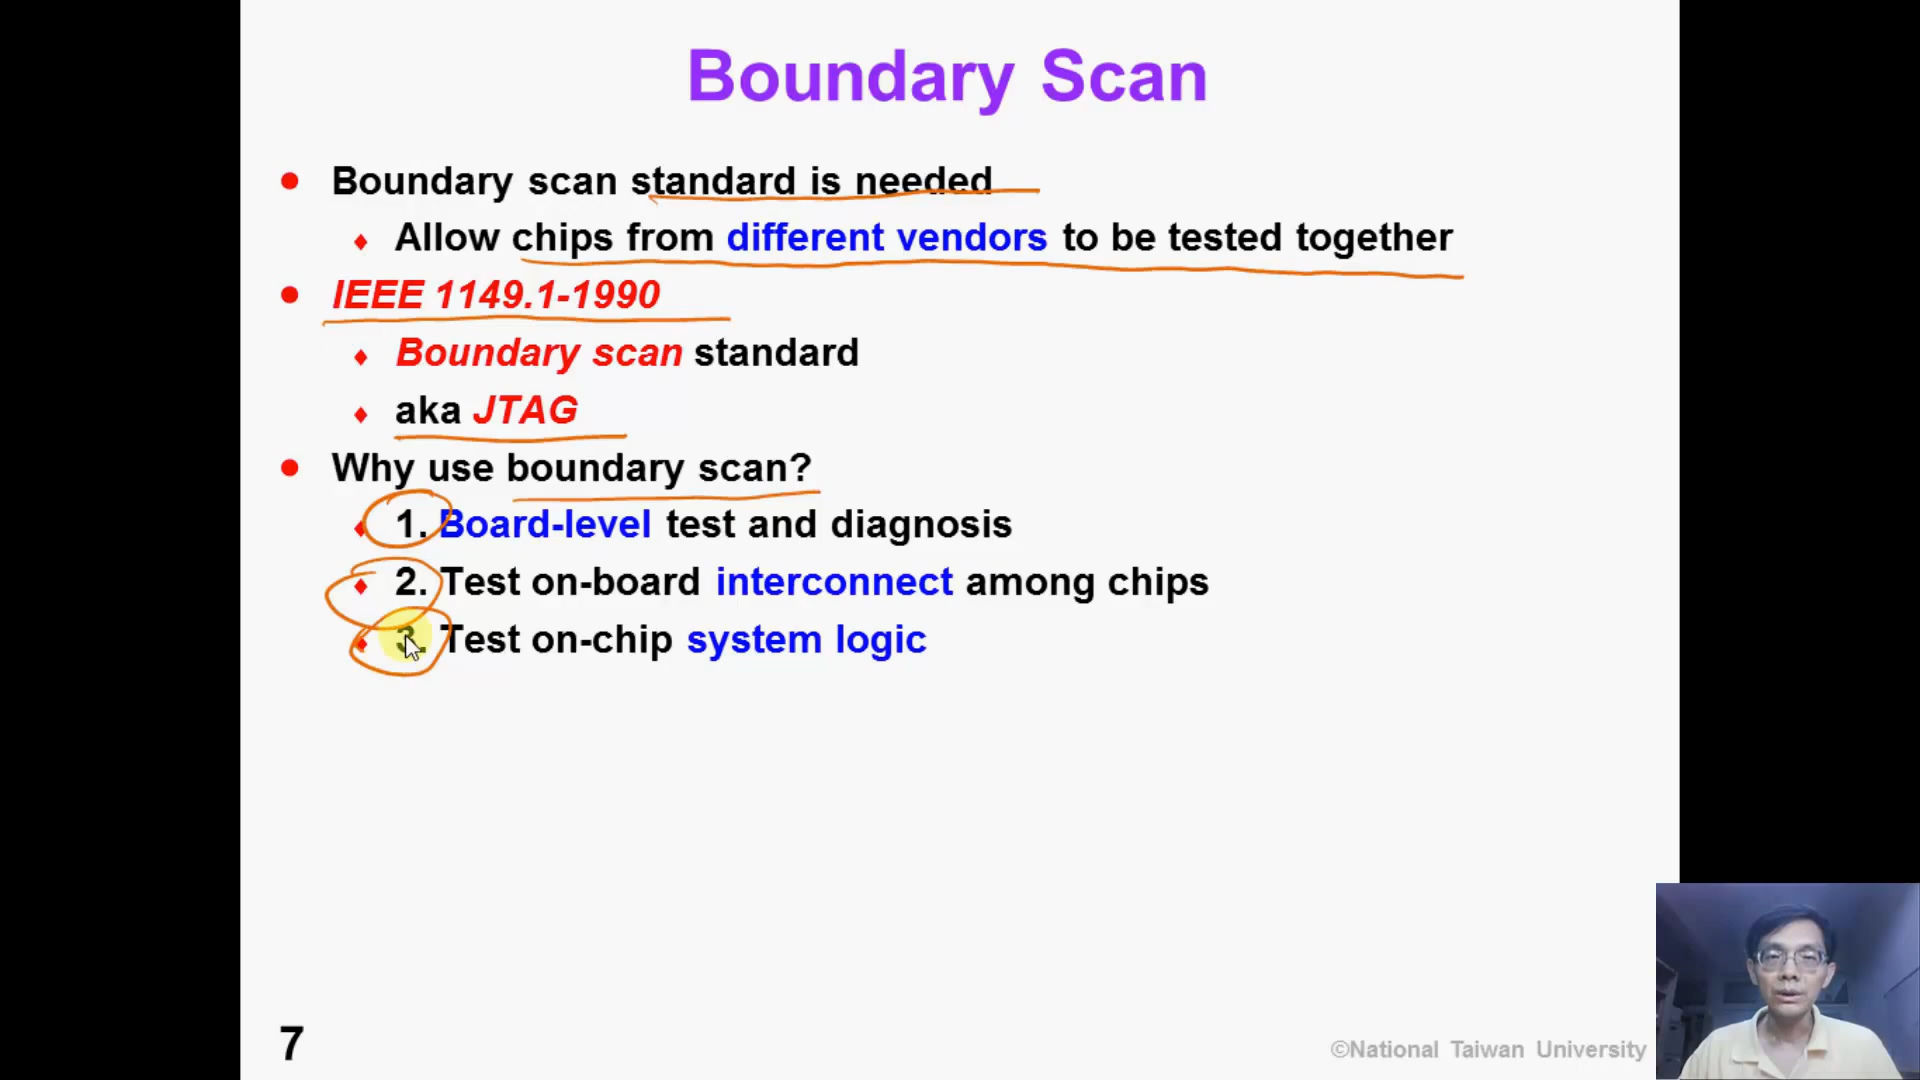 Boundary Scan
Boundary scan standard is needed
Allow chips from different vendors to be tested together
IEEE 1149.1-1990
Boundary scan standard
aka JTAG
Why use boundary scan?
1. Board-level test and diagnosis
2. Test on-board interconnect among chips
3. Test on-chip system logic
7
©National Taiwan University